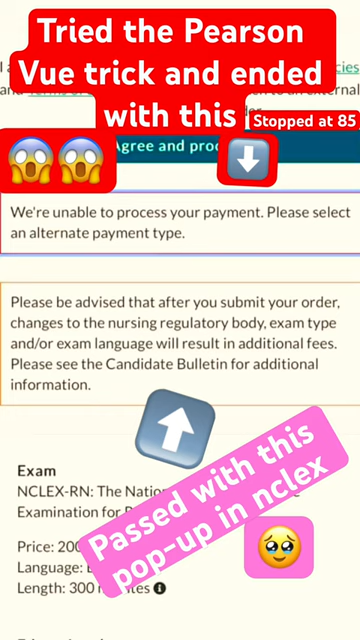 Tried the Pearson
Vue trick and ended
with this
Stopped at 85
cies
Agree and proc
We're unable to process your payment. Please select
an alternate payment type.
Please be advised that after you submit your order,
changes to the nursing regulatory body, exam type
and/or exam language will result in additional fees.
Please see the Candidate Bulletin for additional
information.
Passed with this
pop-up in nclex
Exam
NCLEX-RN: The Natio
Examination for
Price: 200
Language:
Length: 300